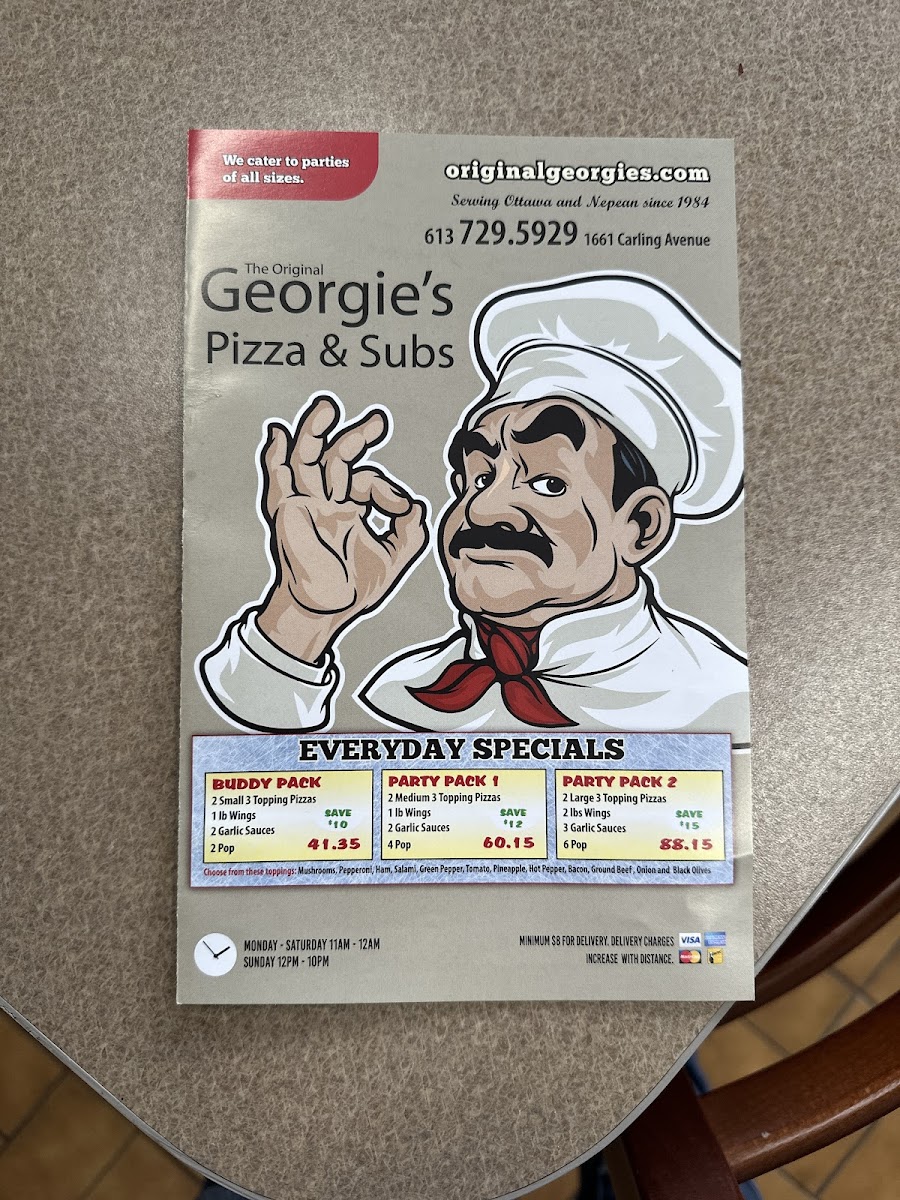 We cater to parties
of all sizes.
originalgeorgies.com
Serving Ottawa and Nepean since 1984
613 729.5929 1661 Carling Avenue
The Original
Georgie's
Pizza & Subs
EVERYDAY SPECIALS
BUDDY PACK
2 Small 3 Topping Pizzas
1 lb Wings
2 Garlic Sauces
2 Pop
SAVE
$10
41.35
PARTY PACK 1
2 Medium 3 Topping Pizzas
1 lb Wings
2 Garlic Sauces
4 Pop
SAVE
$12
60.15
PARTY PACK 2
2 Large 3 Topping Pizzas
2 lbs Wings
3 Garlic Sauces
6 Pop
SAVE
$15
88.15
Choose from these toppings: Mushrooms, Pepperoni, Ham, Salami, Green Pepper, Tomato, Pineapple, Hot Pepper, Bacon, Ground Beef, Onion and Black Olives
MONDAY - SATURDAY 11AM - 12AM
SUNDAY 12PM - 10PM
MINIMUM $8 FOR DELIVERY. DELIVERY CHARGES
INCREASE WITH DISTANCE.
VISA